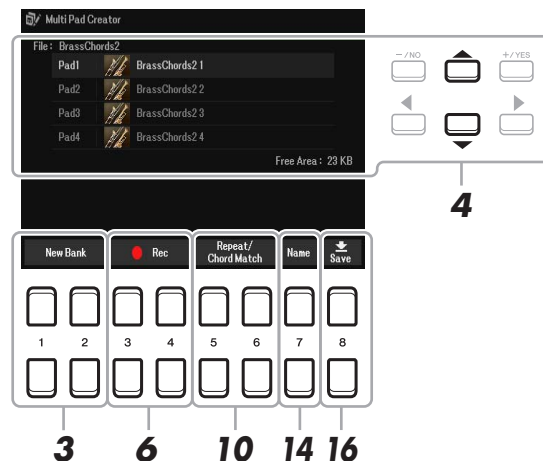 Multi Pad Creator
File : BrassChords2
Pad1 BrassChords2 1
Pad2 BrassChords2 2
Pad3 BrassChords2 3
Pad4 BrassChords2 4
Free Area : 23 KB
–/NO
+/YES
4
New Bank
Rec
Repeat/
Chord Match
Name
Save
1 2 3 4 5 6 7 8
3 6 10 14 16